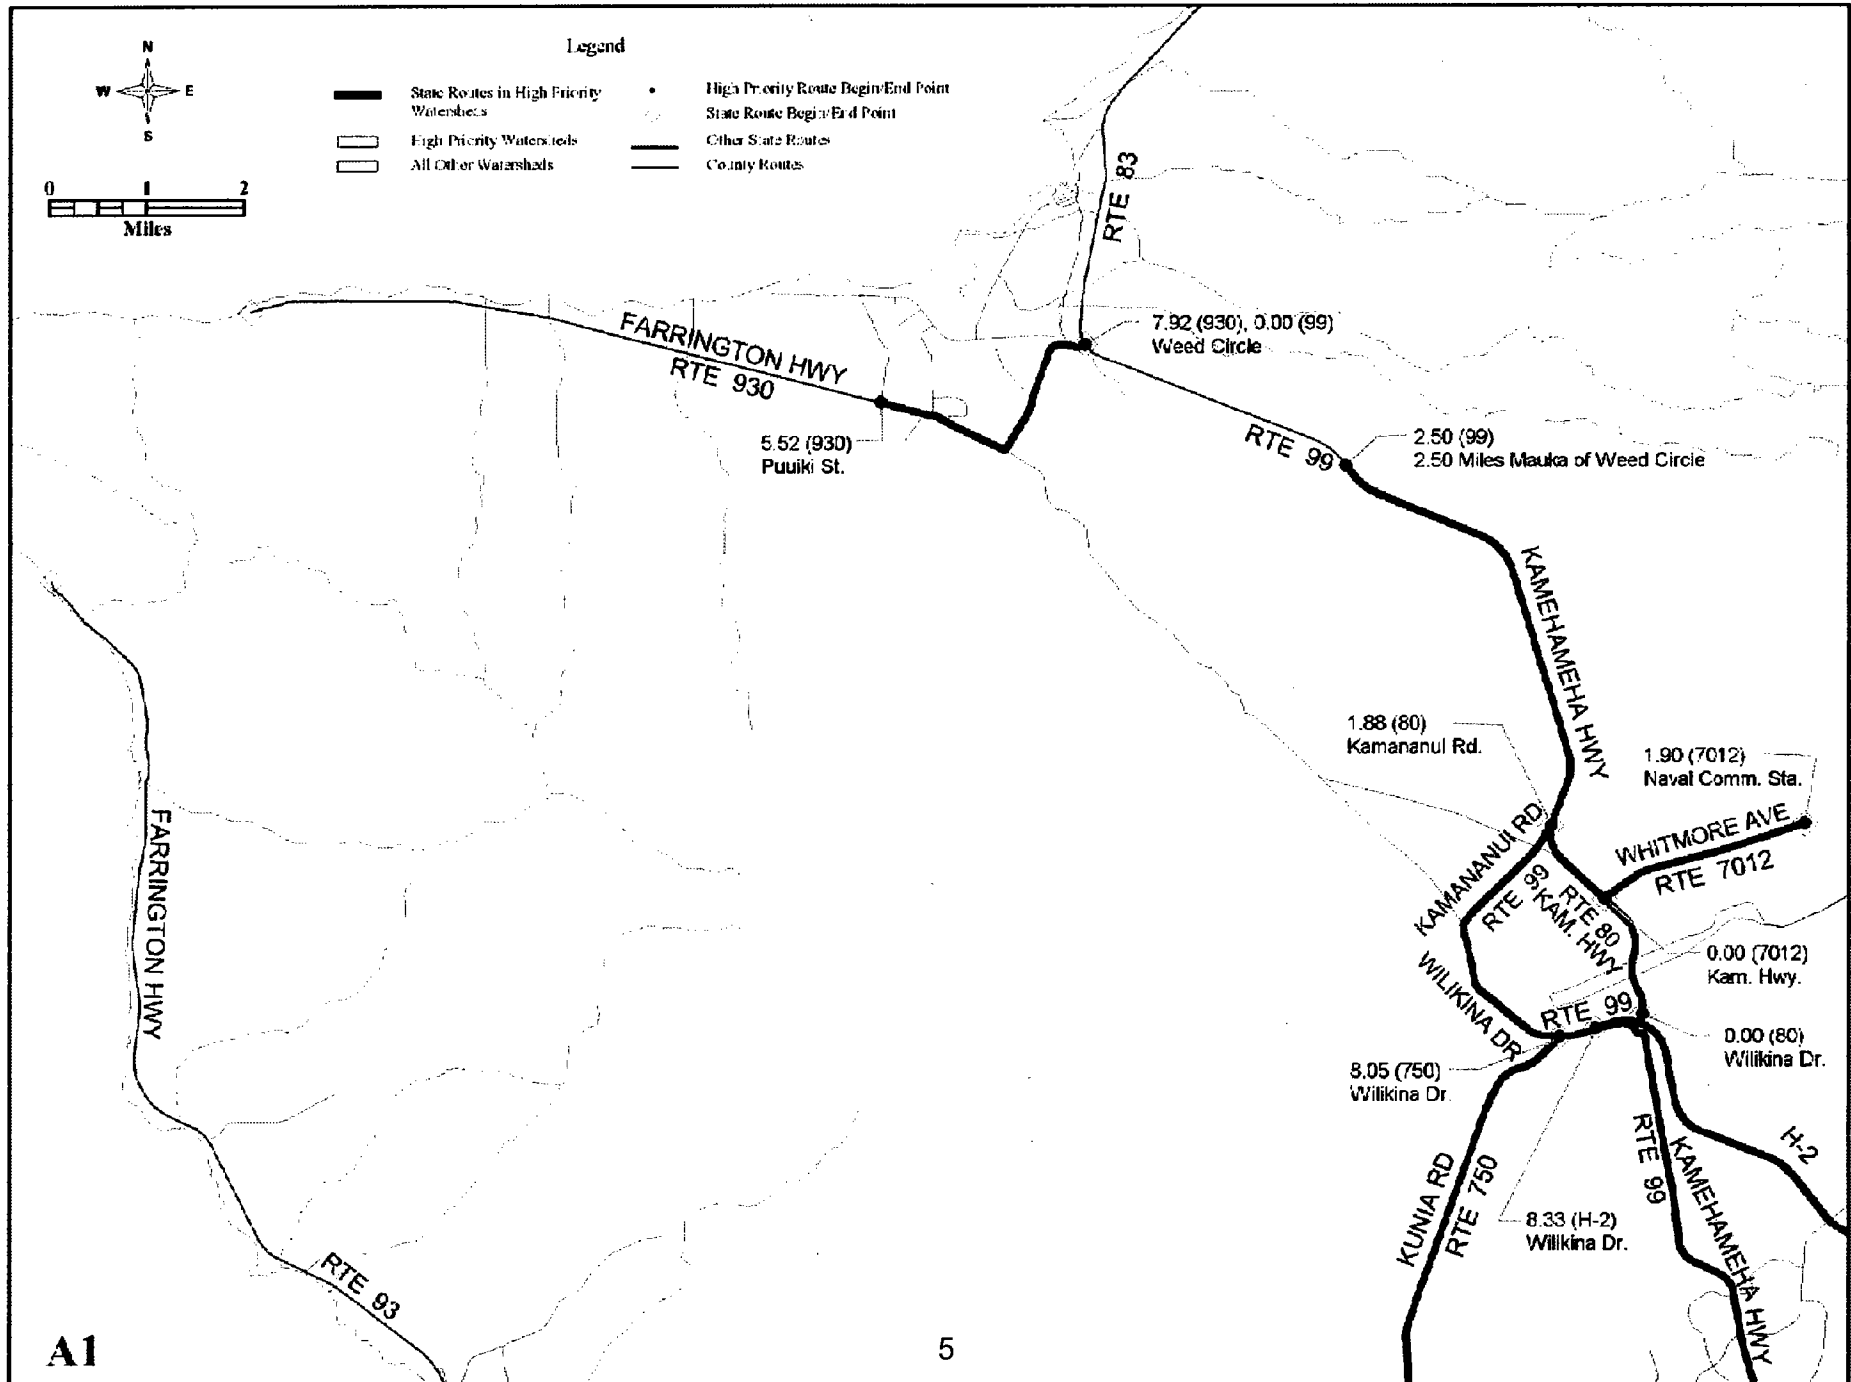 N
W E
S
0 1 2
Miles
Legend
State Routes in High Priority
Watersheds
High Priority Watersheds
All Other Watersheds
High Priority Route Begin/End Point
State Route Begin/End Point
Other State Routes
County Routes
RTE 83
FARRINGTON HWY
RTE 930
7.92 (930), 0.00 (99)
Weed Circle
5.52 (930)
Puuiki St.
RTE 99
2.50 (99)
2.50 Miles Mauka of Weed Circle
KAMEHAMEHA HWY
1.88 (80)
Kamananui Rd.
1.90 (7012)
Naval Comm. Sta.
WHITMORE AVE
RTE 7012
KAMANANUI RD
RTE 99
RTE 80
KAM. HWY
0.00 (7012)
Kam. Hwy.
WILIKINA DR
RTE 99
0.00 (80)
Wilikina Dr.
8.05 (750)
Wilikina Dr.
FARRINGTON HWY
RTE 93
KUNIA RD
RTE 750
8.33 (H-2)
Wilikina Dr.
RTE 99
KAMEHAMEHA HWY
H-2
A1
5